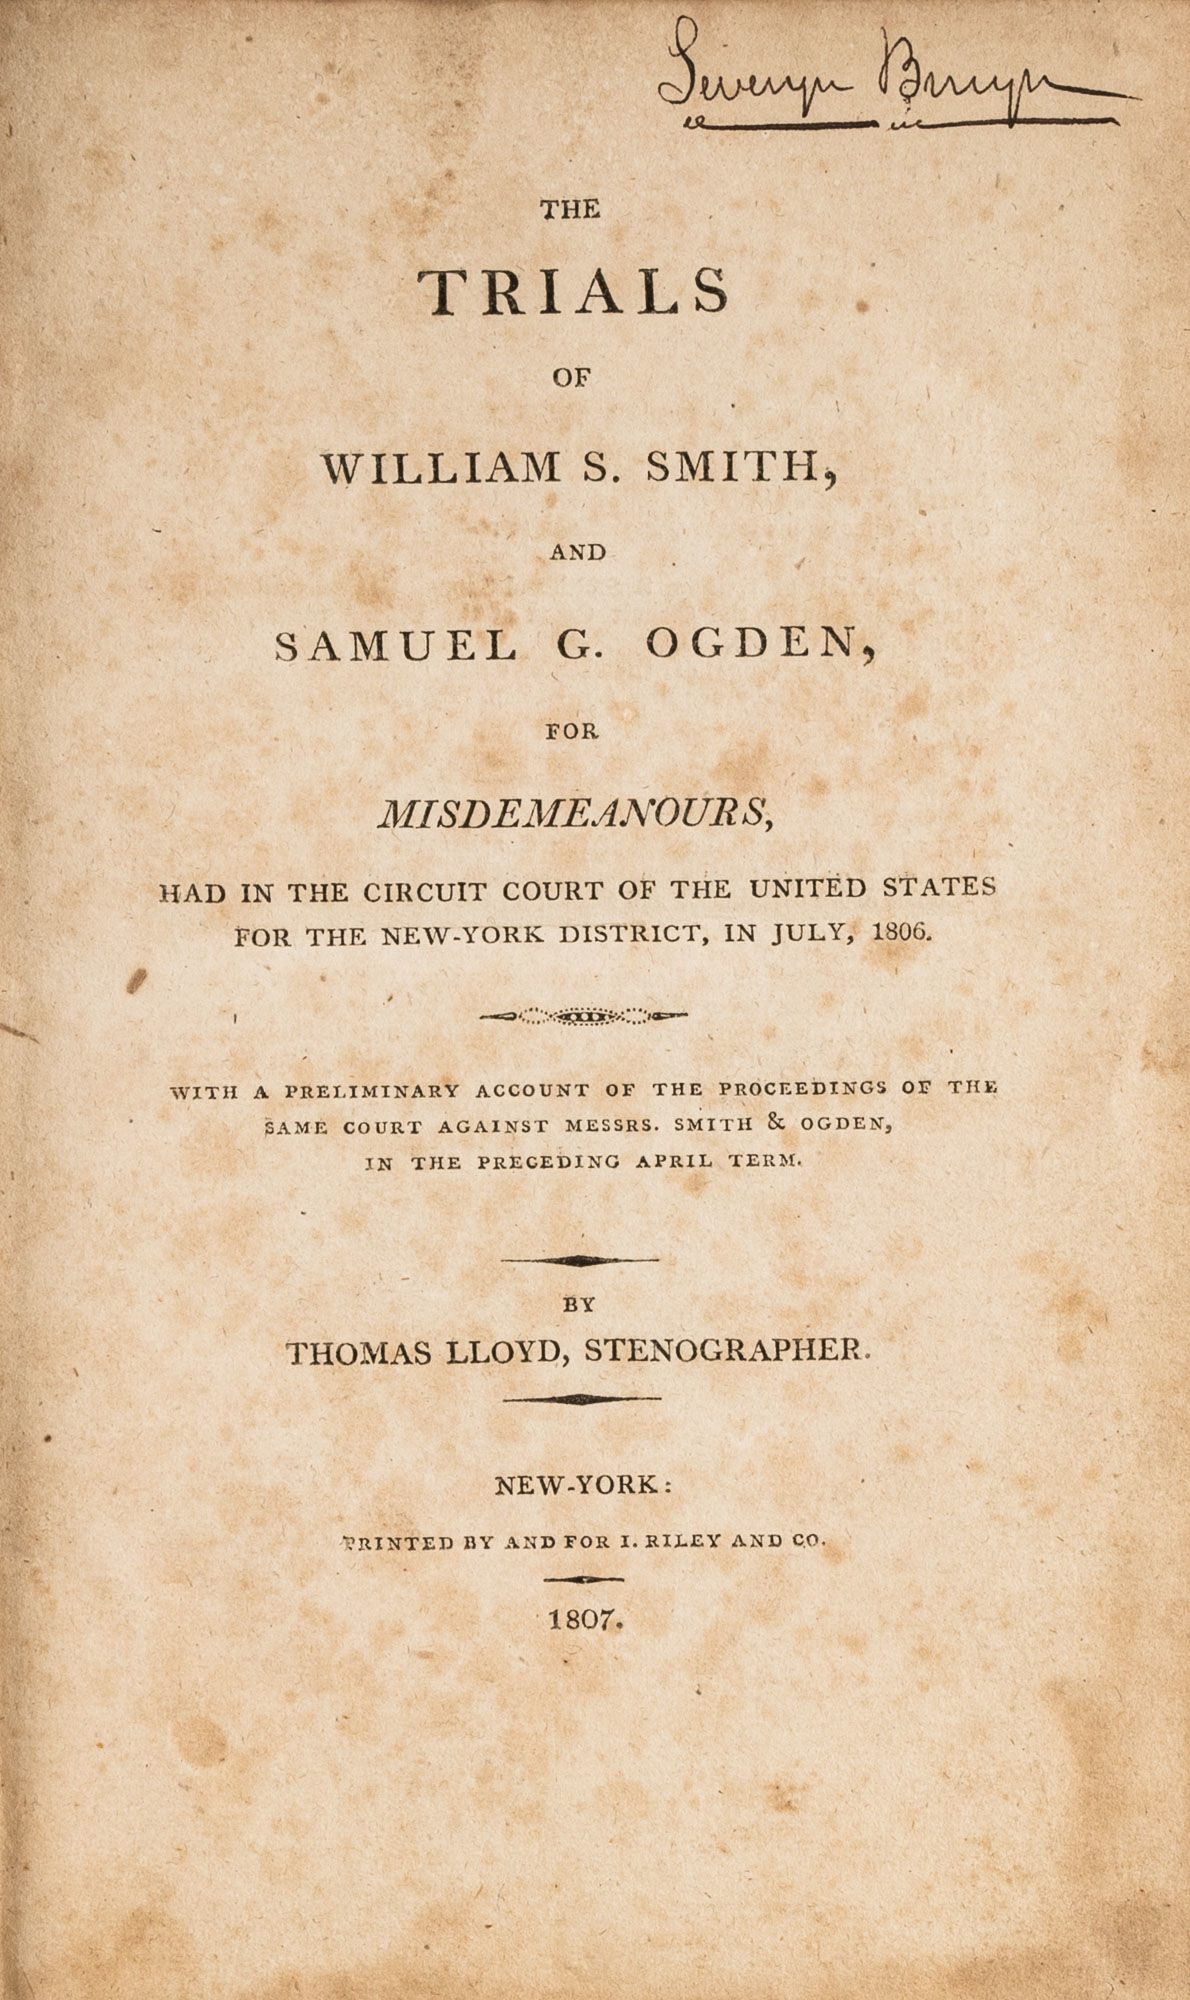 Severyn Bruyn
THE
TRIALS
OF
WILLIAM S. SMITH,
AND
SAMUEL G. OGDEN,
FOR
MISDEMEANOURS,
HAD IN THE CIRCUIT COURT OF THE UNITED STATES
FOR THE NEW-YORK DISTRICT, IN JULY, 1806.
WITH A PRELIMINARY ACCOUNT OF THE PROCEEDINGS OF THE
SAME COURT AGAINST MESSRS. SMITH & OGDEN,
IN THE PRECEDING APRIL TERM.
BY
THOMAS LLOYD, STENOGRAPHER.
NEW-YORK:
PRINTED BY AND FOR I. RILEY AND CO.
1807.